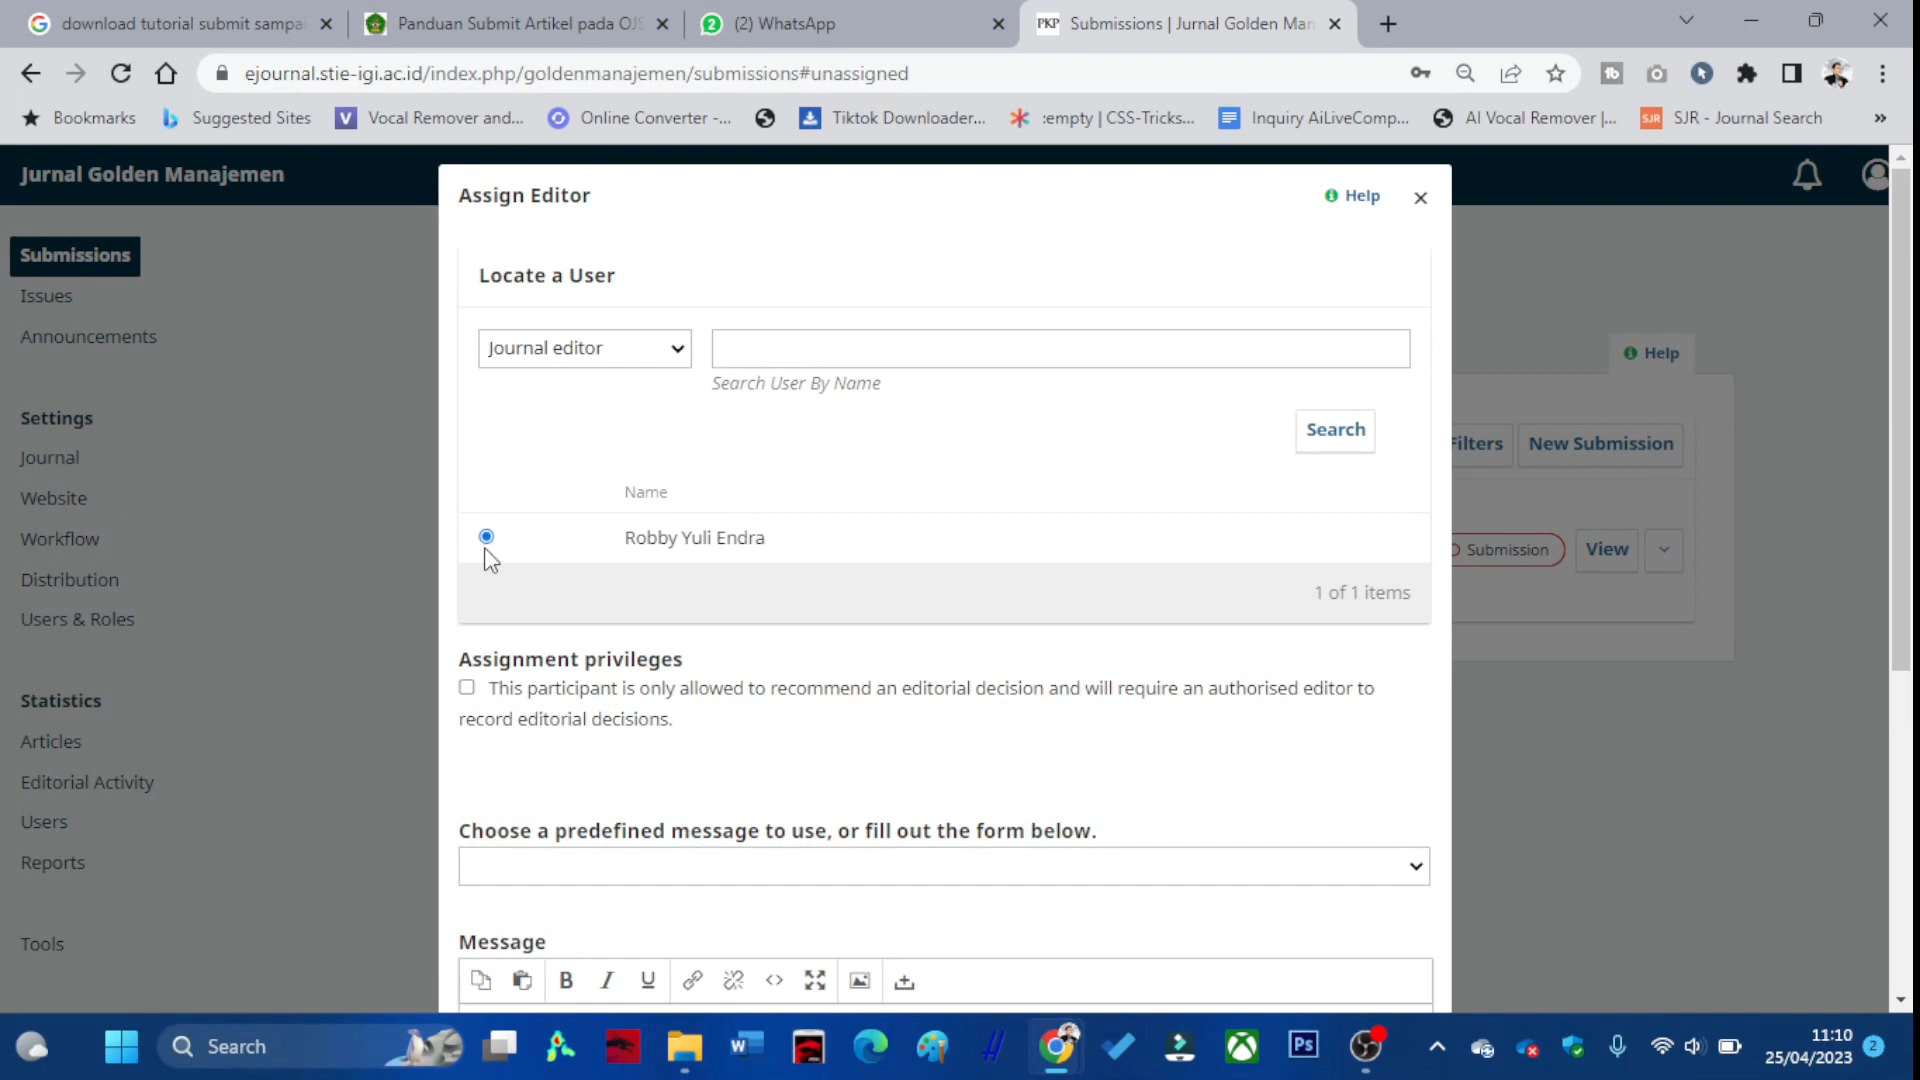 download tutorial submit sampa
Panduan Submit Artikel pada OJS
(2) WhatsApp
PKP Submissions | Jurnal Golden Man
ejournal.stie-igi.ac.id/index.php/goldenmanajemen/submissions#unassigned
Bookmarks
Suggested Sites
Vocal Remover and...
Online Converter -...
Tiktok Downloader...
:empty | CSS-Tricks...
Inquiry AiLiveComp...
AI Vocal Remover |...
SJR - Journal Search
»
Jurnal Golden Manajemen
Submissions
Issues
Announcements
Settings
Journal
Website
Workflow
Distribution
Users & Roles
Statistics
Articles
Editorial Activity
Users
Reports
Tools
Assign Editor
Help
Locate a User
Journal editor
Search User By Name
Search
Name
Robby Yuli Endra
1 of 1 items
Assignment privileges
This participant is only allowed to recommend an editorial decision and will require an authorised editor to
record editorial decisions.
Choose a predefined message to use, or fill out the form below.
Message
B I U
Help
Filters
New Submission
Submission
View
Search
11:10
25/04/2023
2